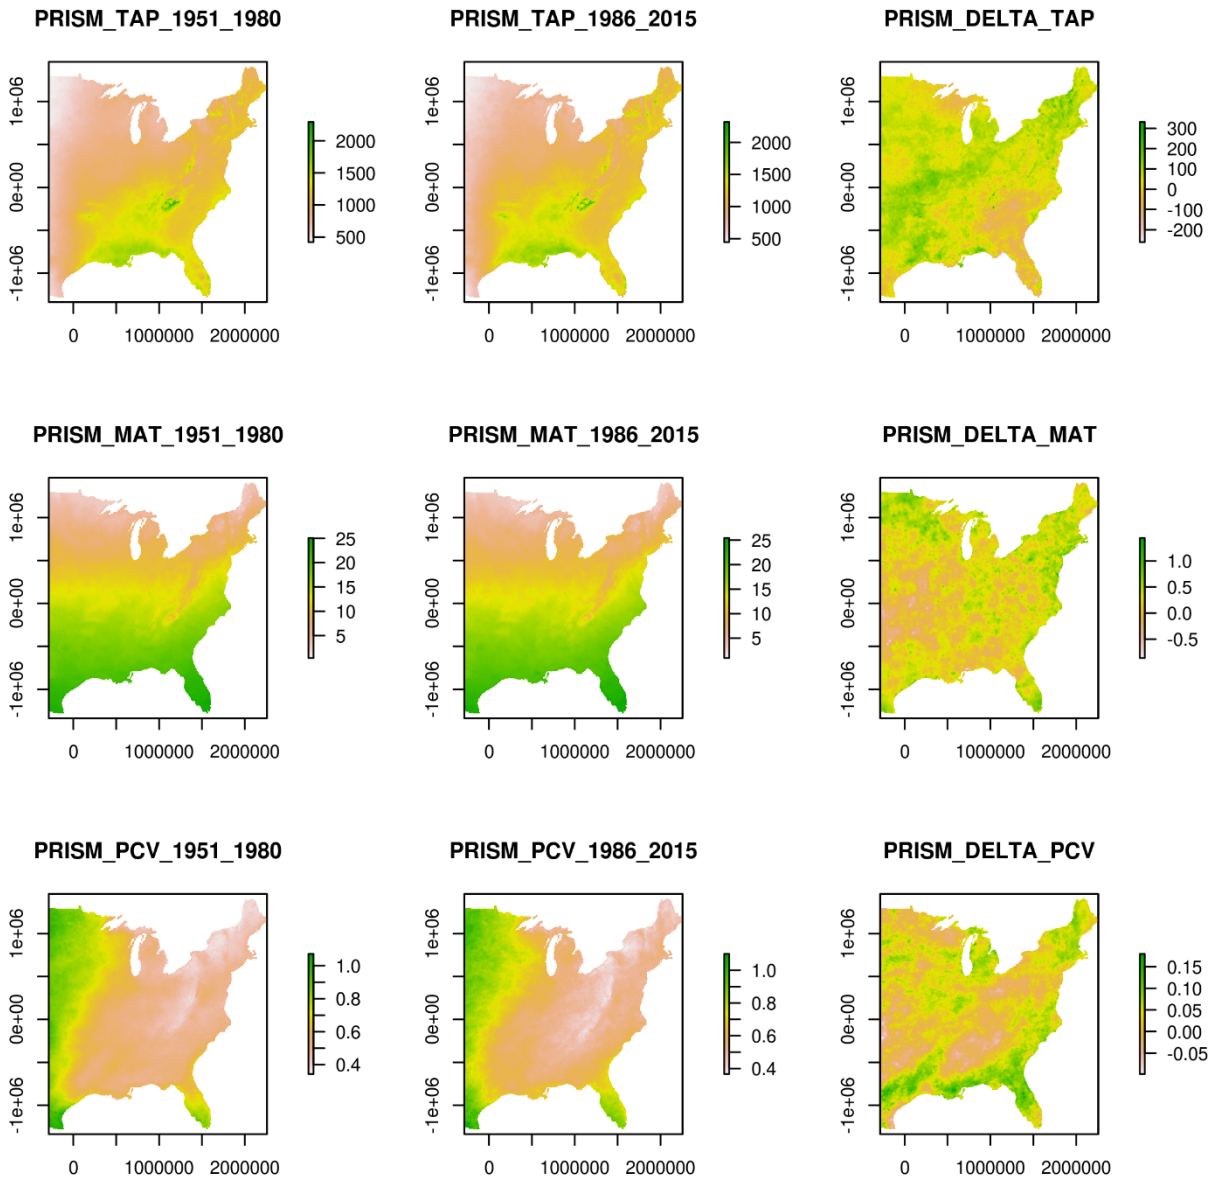 PRISM_TAP_1951_1980
1e+06
0e+00
-1e+06
0 1000000 2000000
2000
1500
1000
500
PRISM_TAP_1986_2015
1e+06
0e+00
-1e+06
0 1000000 2000000
2000
1500
1000
500
PRISM_DELTA_TAP
1e+06
0e+00
-1e+06
0 1000000 2000000
300
200
100
0
-100
-200
PRISM_MAT_1951_1980
1e+06
0e+00
-1e+06
0 1000000 2000000
25
20
15
10
5
PRISM_MAT_1986_2015
1e+06
0e+00
-1e+06
0 1000000 2000000
25
20
15
10
5
PRISM_DELTA_MAT
1e+06
0e+00
-1e+06
0 1000000 2000000
1.0
0.5
0.0
-0.5
PRISM_PCV_1951_1980
1e+06
0e+00
-1e+06
0 1000000 2000000
1.0
0.8
0.6
0.4
PRISM_PCV_1986_2015
1e+06
0e+00
-1e+06
0 1000000 2000000
1.0
0.8
0.6
0.4
PRISM_DELTA_PCV
1e+06
0e+00
-1e+06
0 1000000 2000000
0.15
0.10
0.05
0.00
-0.05